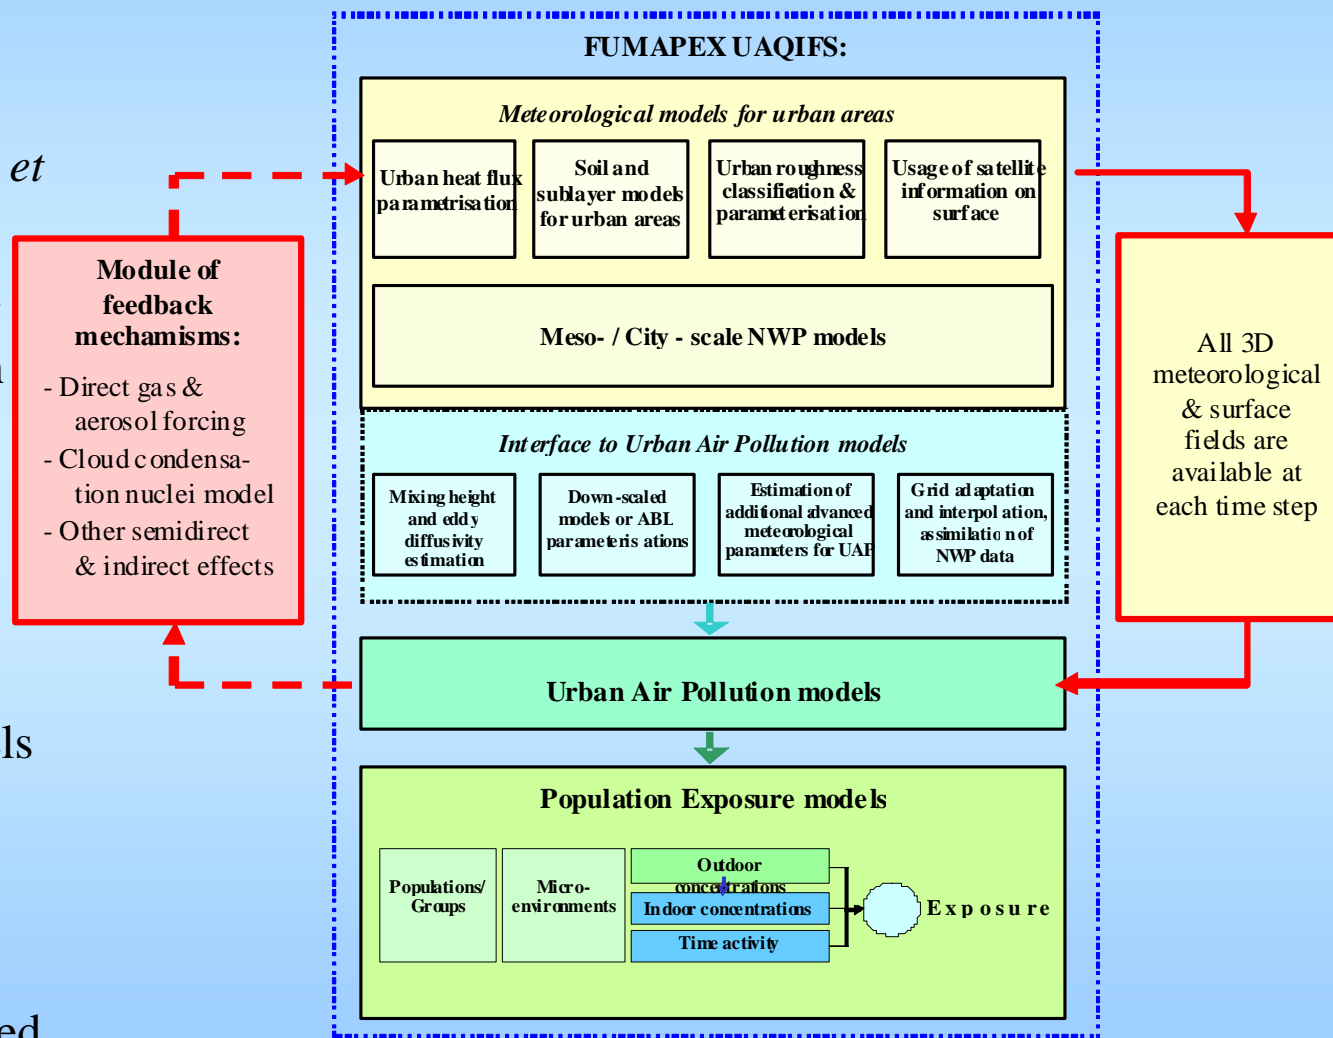 et
n
ls
ed
FUMAPEX UAQIFS:
Meteorological models for urban areas
Urban heat flux
parametrisation
Soil and
sublayer models
for urban areas
Urban roughness
classification &
parameterisation
Usage of satellite
information on
surface
Meso- / City - scale NWP models
Module of
feedback
mechamisms:
- Direct gas &
aerosol forcing
- Cloud condensa-
tion nuclei model
- Other semidirect
& indirect effects
All 3D
meteorological
& surface
fields are
available at
each time step
Interface to Urban Air Pollution models
Mixing height
and eddy
diffusivity
estimation
Down-scaled
models or ABL
parameterisations
Estimation of
additional advanced
meteorological
parameters for UAP
Grid adaptation
and interpolation,
assimilation of
NWP data
Urban Air Pollution models
Population Exposure models
Populations/
Groups
Micro-
environments
Outdoor
concentrations
Indoor concentrations
Time activity
Exposure